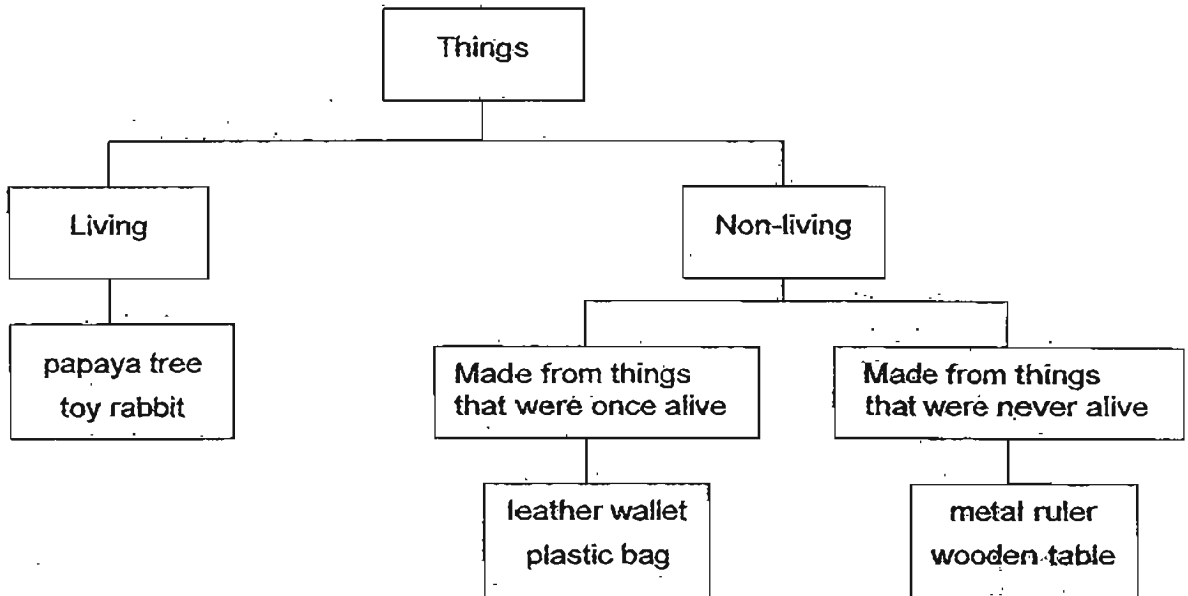 Things
Living
Non-living
papaya tree
toy rabbit
Made from things
that were once alive
Made from things
that were never alive
leather wallet
plastic bag
metal ruler
wooden table